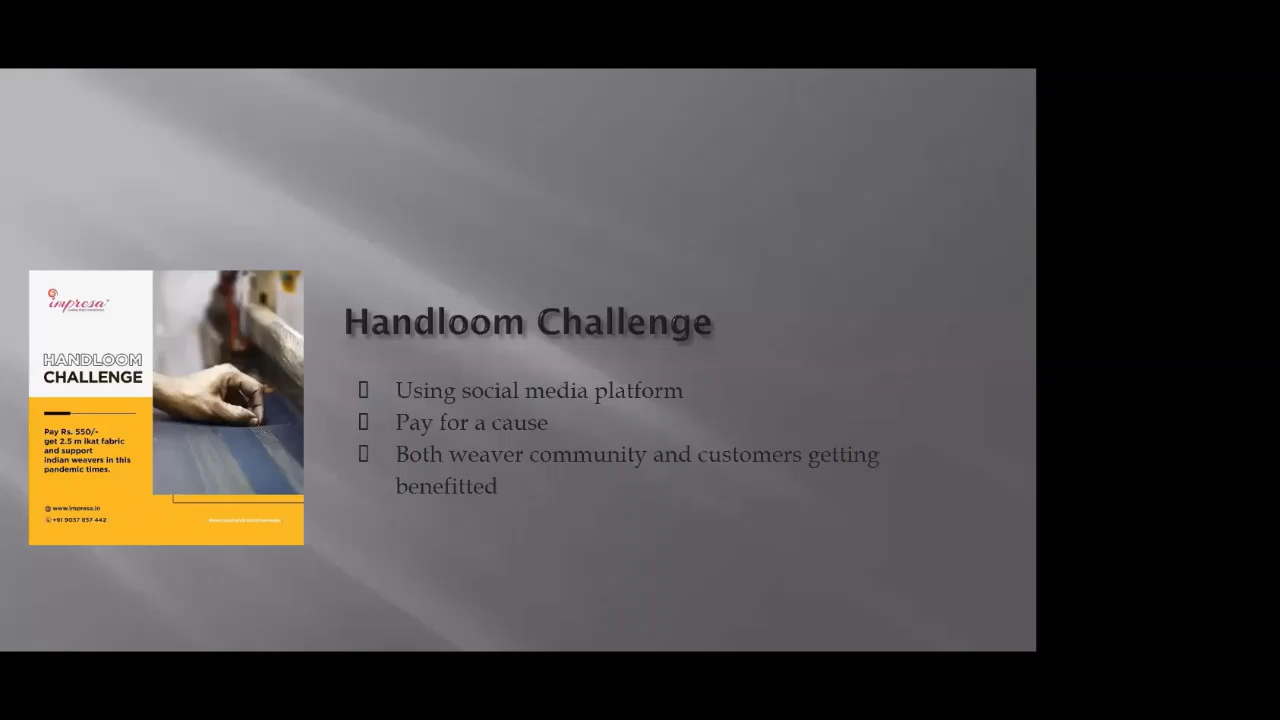 impresa
HANDLOOM
CHALLENGE
Pay Rs. 550/-
get 2.5 m ikat fabric
and support
indian weavers in this
pandemic times.
www.impresa.in
+91 9037 857 442
Handloom Challenge
Using social media platform
Pay for a cause
Both weaver community and customers getting
benefitted